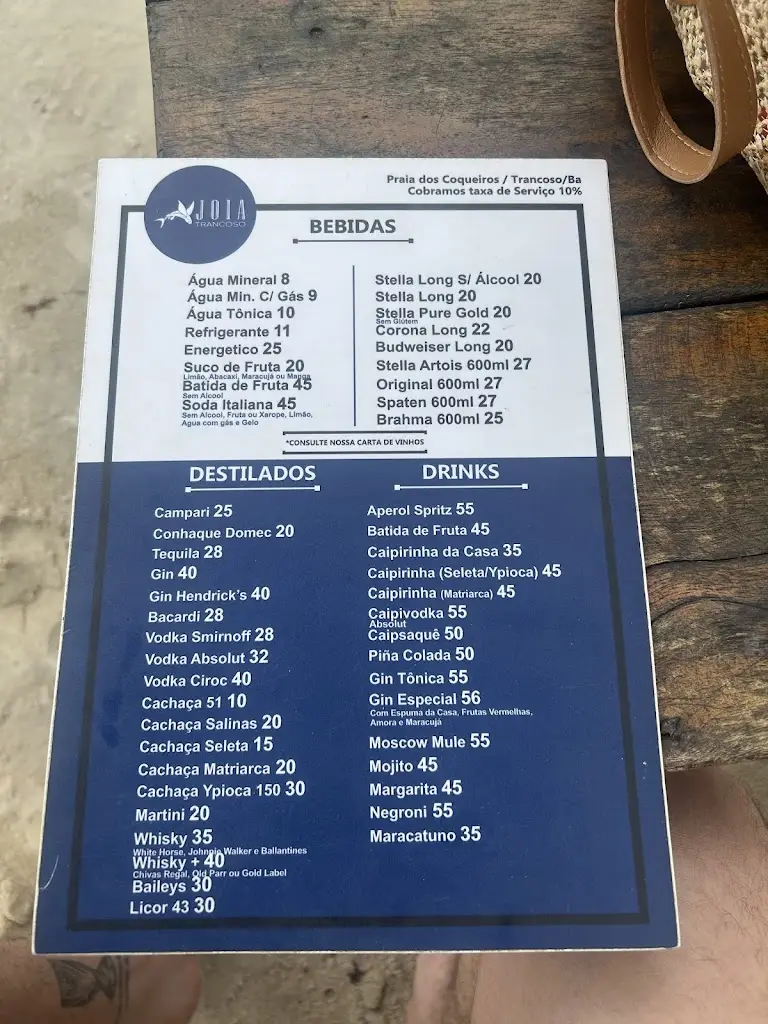 JOIA
TRANCOSO
Praia dos Coqueiros / Trancoso/Ba
Cobramos taxa de Serviço 10%
BEBIDAS
Água Mineral 8
Água Min. C/ Gás 9
Água Tônica 10
Refrigerante 11
Energetico 25
Suco de Fruta 20
Limão, Abacaxi, Maracujá ou Manga
Batida de Fruta 45
Sem Alcool
Soda Italiana 45
Sem Alcool, Fruta ou Xarope, Limão,
Agua com gás e Gelo
Stella Long S/ Álcool 20
Stella Long 20
Stella Pure Gold 20
Sem Glútem
Corona Long 22
Budweiser Long 20
Stella Artois 600ml 27
Original 600ml 27
Spaten 600ml 27
Brahma 600ml 25
*CONSULTE NOSSA CARTA DE VINHOS
DESTILADOS
Campari 25
Conhaque Domec 20
Tequila 28
Gin 40
Gin Hendrick's 40
Bacardi 28
Vodka Smirnoff 28
Vodka Absolut 32
Vodka Ciroc 40
Cachaça 51 10
Cachaça Salinas 20
Cachaça Seleta 15
Cachaça Matriarca 20
Cachaça Ypioca 150 30
Martini 20
Whisky 35
White Horse, Johnnie Walker e Ballantines
Whisky + 40
Chivas Regal, Old Parr ou Gold Label
Baileys 30
Licor 43 30
DRINKS
Aperol Spritz 55
Batida de Fruta 45
Caipirinha da Casa 35
Caipirinha (Seleta/Ypioca) 45
Caipirinha (Matriarca) 45
Caipivodka 55
Absolut
Caipsaquê 50
Piña Colada 50
Gin Tônica 55
Gin Especial 56
Com Espuma da Casa, Frutas Vermelhas,
Amora e Maracujá
Moscow Mule 55
Mojito 45
Margarita 45
Negroni 55
Maracatuno 35